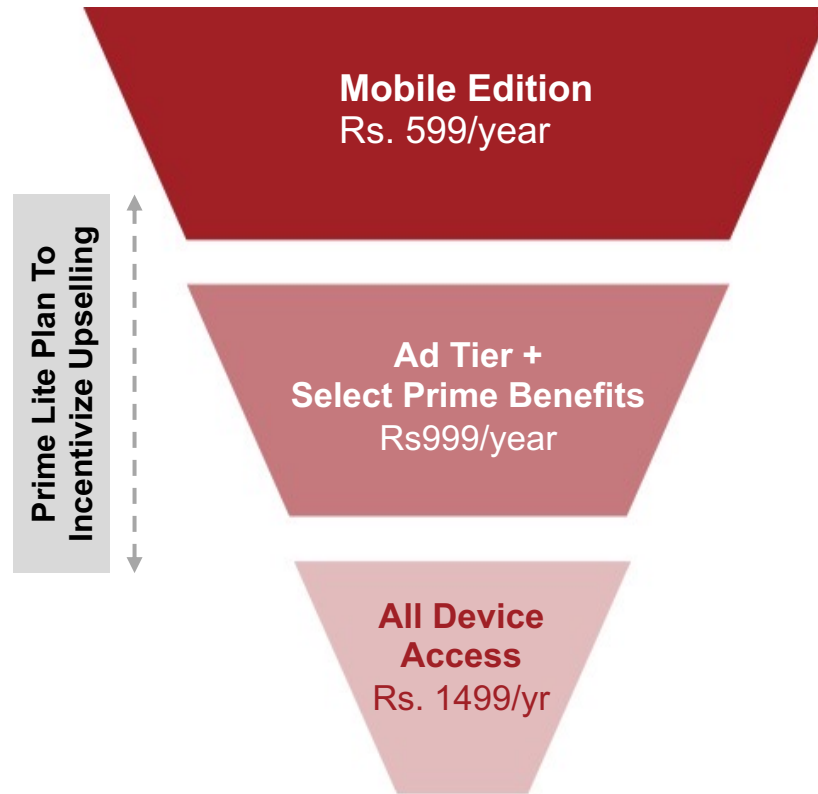 Mobile Edition
Rs. 599/year
Prime Lite Plan To
Incentivize Upselling
Ad Tier +
Select Prime Benefits
Rs999/year
All Device
Access
Rs. 1499/yr